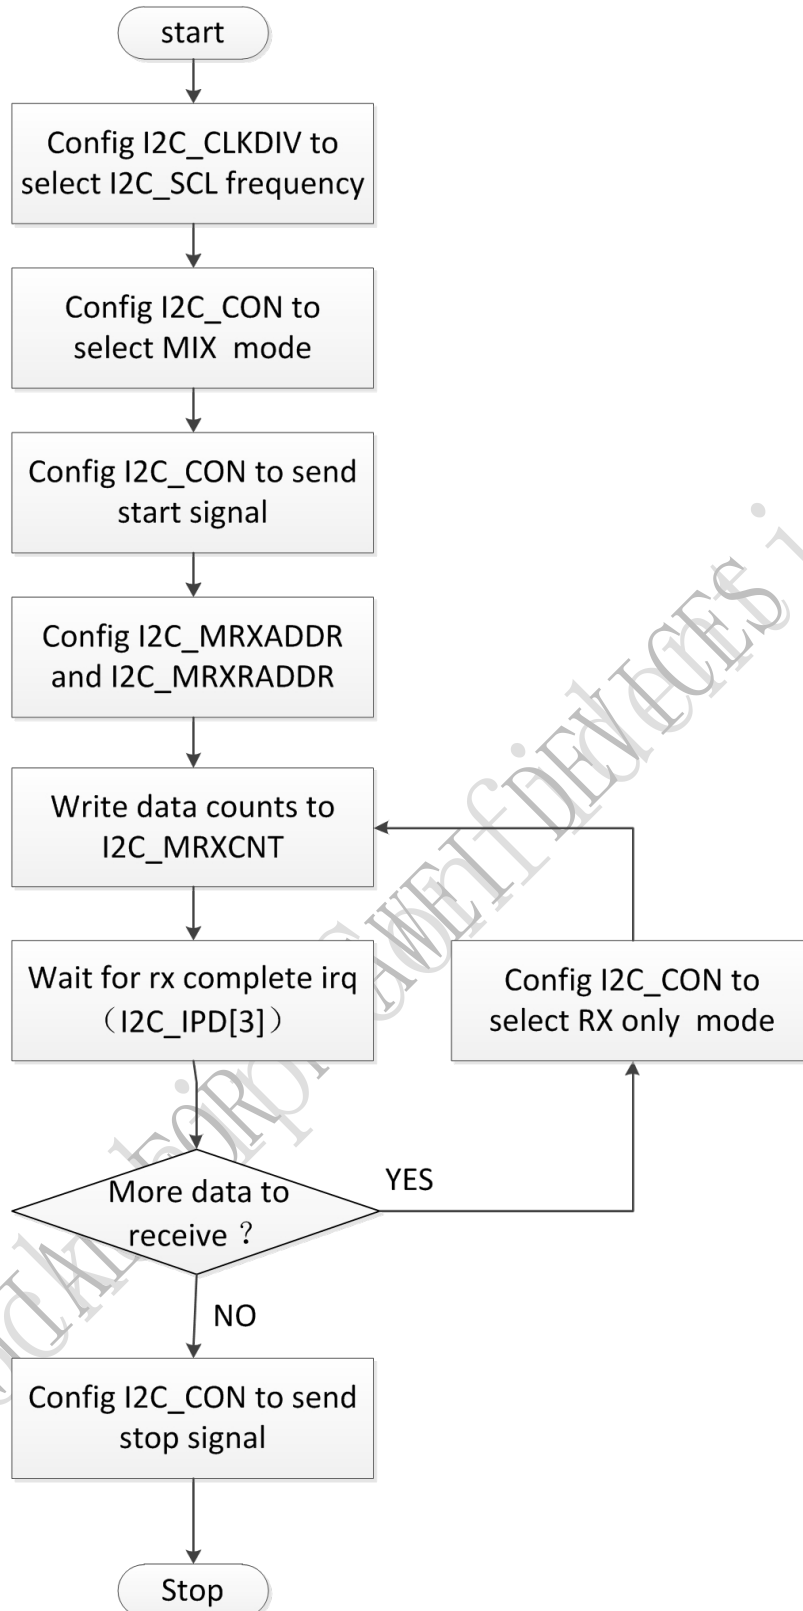 start
Config I2C_CLKDIV to
select I2C_SCL frequency
Config I2C_CON to
select MIX  mode
Config I2C_CON to send
start signal
Config I2C_MRXADDR
and I2C_MRXRADDR
Write data counts to
I2C_MRXCNT
Wait for rx complete irq
（I2C_IPD[3]）
Config I2C_CON to
select RX only  mode
More data to
receive？
YES
NO
Config I2C_CON to send
stop signal
Stop